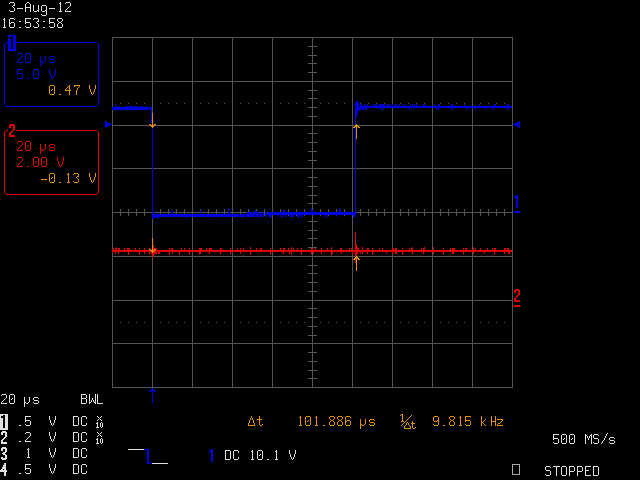 3-Aug-12
16:53:58
1
20 µs
5.0 V
0.47 V
2
20 µs
2.00 V
-0.13 V
1
2
20 µs BWL
Δt 101.886 µs 1/Δt 9.815 kHz
1 .5 V DC X10
2 .2 V DC X10
3 1 V DC
4 .5 V DC
1 DC 10.1 V
500 MS/s
STOPPED